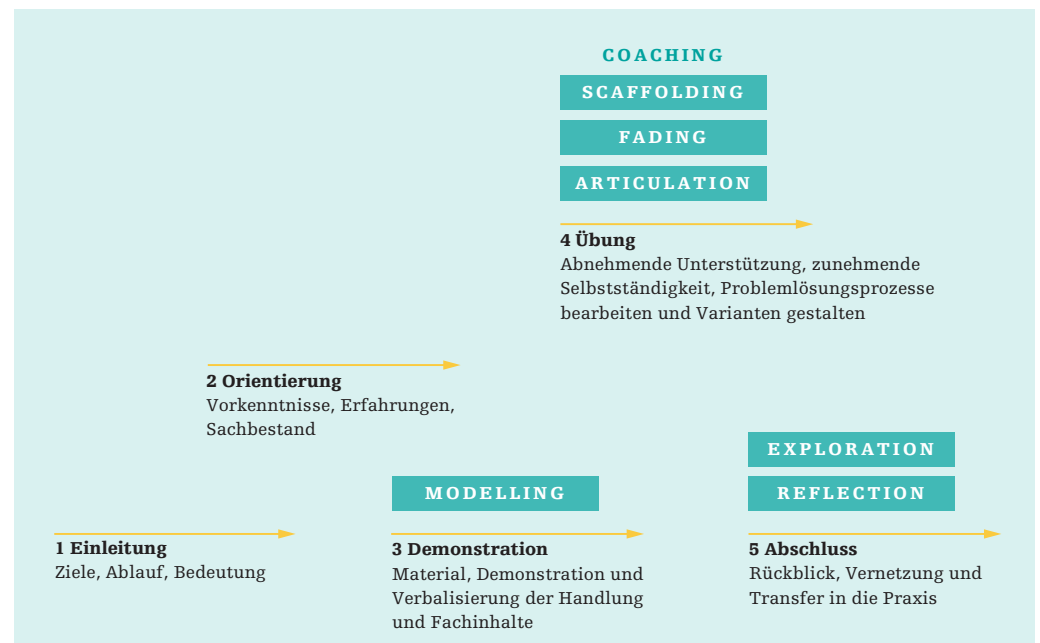 COACHING
SCAFFOLDING
FADING
ARTICULATION
4 Übung
Abnehmende Unterstützung, zunehmende
Selbstständigkeit, Problemlösungsprozesse
bearbeiten und Varianten gestalten
2 Orientierung
Vorkenntnisse, Erfahrungen,
Sachbestand
EXPLORATION
REFLECTION
MODELLING
1 Einleitung
Ziele, Ablauf, Bedeutung
3 Demonstration
Material, Demonstration und
Verbalisierung der Handlung
und Fachinhalte
5 Abschluss
Rückblick, Vernetzung und
Transfer in die Praxis